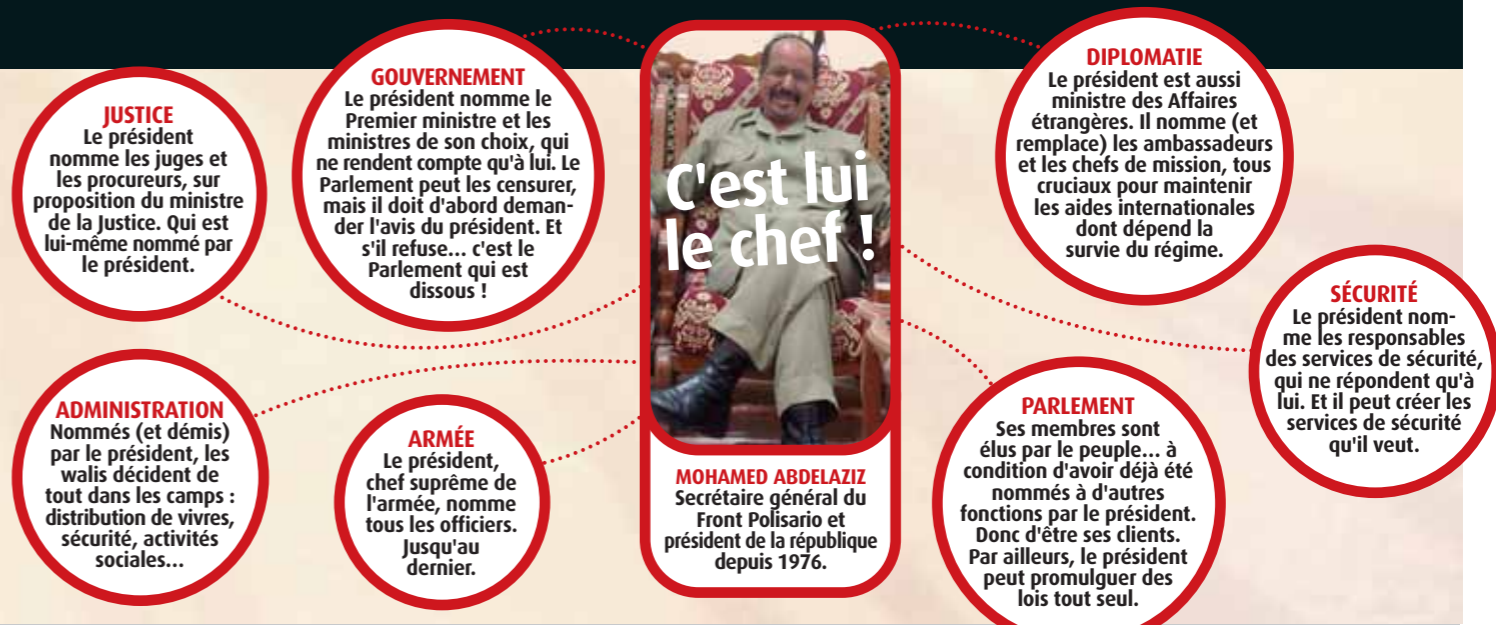 JUSTICE
Le président
nomme les juges et
les procureurs, sur
proposition du ministre
de la Justice. Qui est
lui-même nommé par
le président.
GOUVERNEMENT
Le président nomme le
Premier ministre et les
ministres de son choix, qui
ne rendent compte qu'à lui. Le
Parlement peut les censurer,
mais il doit d'abord deman-
der l'avis du président. Et
s'il refuse... c'est le
Parlement qui est
dissous !
C'est lui
le chef !
MOHAMED ABDELAZIZ
Secrétaire général du
Front Polisario et
président de la république
depuis 1976.
DIPLOMATIE
Le président est aussi
ministre des Affaires
étrangères. Il nomme (et
remplace) les ambassadeurs
et les chefs de mission, tous
cruciaux pour maintenir
les aides internationales
dont dépend la
survie du régime.
SÉCURITÉ
Le président nom-
me les responsables
des services de sécurité,
qui ne répondent qu'à
lui. Et il peut créer les
services de sécurité
qu'il veut.
ADMINISTRATION
Nommés (et démis)
par le président, les
walis décident de
tout dans les camps :
distribution de vivres,
sécurité, activités
sociales...
ARMÉE
Le président,
chef suprême de
l'armée, nomme
tous les officiers.
Jusqu'au
dernier.
PARLEMENT
Ses membres sont
élus par le peuple... à
condition d'avoir déjà été
nommés à d'autres
fonctions par le président.
Donc d'être ses clients.
Par ailleurs, le président
peut promulguer des
lois tout seul.